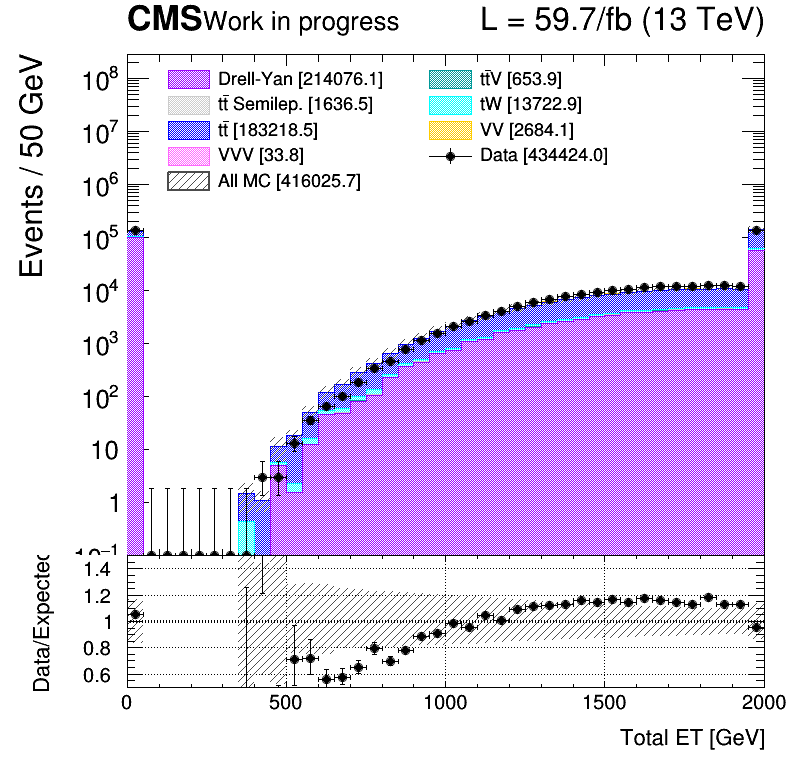 CMS Work in progress L = 59.7/fb (13 TeV)
Events / 50 GeV
Drell-Yan [214076.1]
tt̄ Semilep. [1636.5]
tt̄ [183218.5]
VVV [33.8]
All MC [416025.7]
tt̄V [653.9]
tW [13722.9]
VV [2684.1]
Data [434424.0]
10⁸
10⁷
10⁶
10⁵
10⁴
10³
10²
10
1
10⁻¹
Data/Expected
1.4
1.2
1
0.8
0.6
0 500 1000 1500 2000
Total ET [GeV]